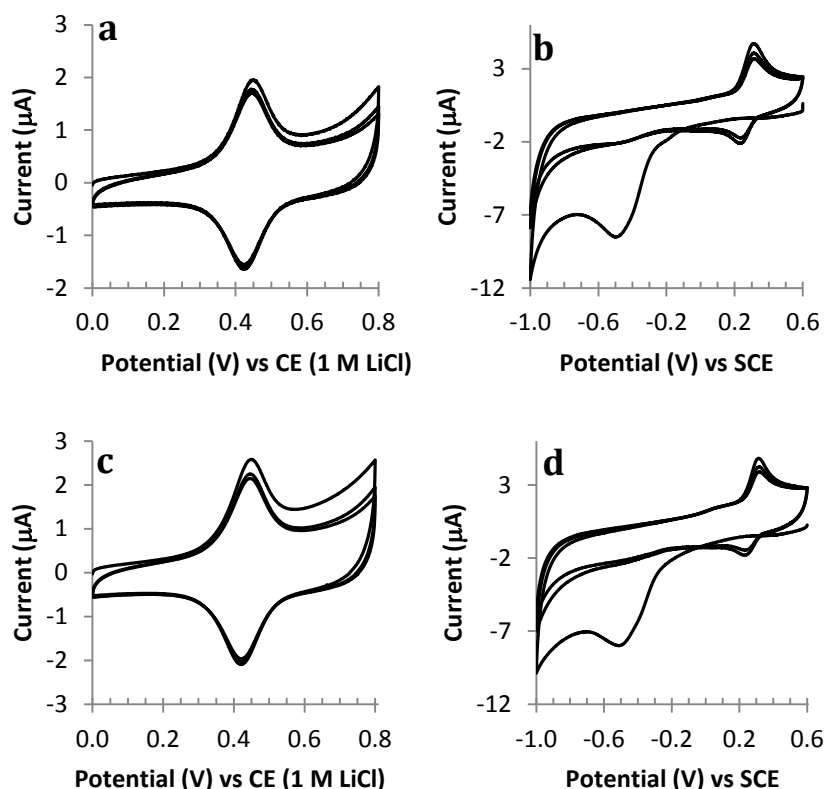 a
3
2
1
0
-1
-2
0.0 0.2 0.4 0.6 0.8
Current (µA)
Potential (V) vs CE (1 M LiCl)
b
3
-2
-7
-12
-1.0 -0.6 -0.2 0.2 0.6
Current (µA)
Potential (V) vs SCE
c
3
2
1
0
-1
-2
-3
0.0 0.2 0.4 0.6 0.8
Current (µA)
Potential (V) vs CE (1 M LiCl)
d
3
-2
-7
-12
-1.0 -0.6 -0.2 0.2 0.6
Current (µA)
Potential (V) vs SCE